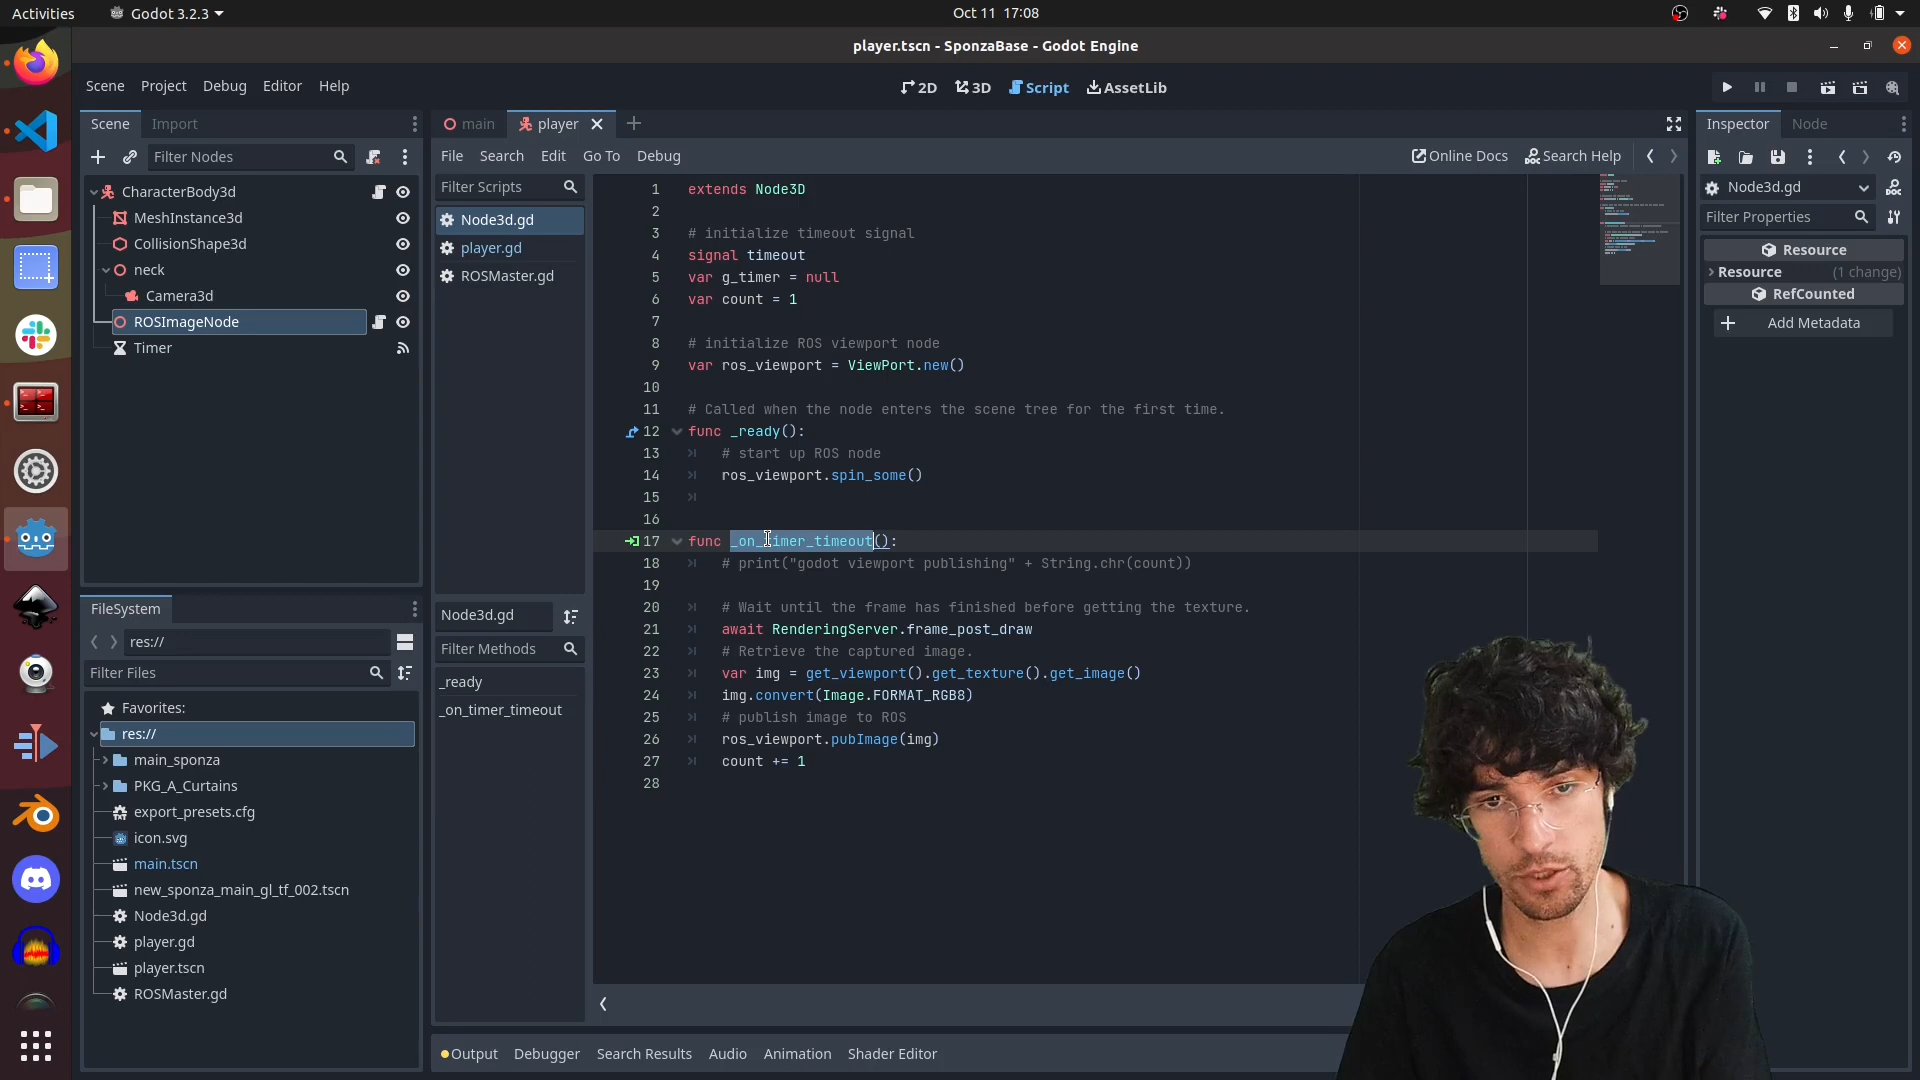 Activities
Godot 3.2.3
Oct 11 17:08
player.tscn - SponzaBase - Godot Engine
Scene Project Debug Editor Help
2D 3D Script AssetLib
Scene Import
Filter Nodes
CharacterBody3d
MeshInstance3d
CollisionShape3d
neck
Camera3d
ROSImageNode
Timer
FileSystem
res://
Filter Files
Favorites:
res://
main_sponza
PKG_A_Curtains
export_presets.cfg
icon.svg
main.tscn
new_sponza_main_gl_tf_002.tscn
Node3d.gd
player.gd
player.tscn
ROSMaster.gd
main player
File Search Edit Go To Debug
Online Docs Search Help
Filter Scripts
Node3d.gd
player.gd
ROSMaster.gd
Node3d.gd
Filter Methods
_ready
_on_timer_timeout
1 extends Node3D
2
3 # initialize timeout signal
4 signal timeout
5 var g_timer = null
6 var count = 1
7
8 # initialize ROS viewport node
9 var ros_viewport = ViewPort.new()
10
11 # Called when the node enters the scene tree for the first time.
12 func _ready():
13 # start up ROS node
14 ros_viewport.spin_some()
15
16
17 func _on_timer_timeout():
18 # print("godot viewport publishing" + String.chr(count))
19
20 # Wait until the frame has finished before getting the texture.
21 await RenderingServer.frame_post_draw
22 # Retrieve the captured image.
23 var img = get_viewport().get_texture().get_image()
24 img.convert(Image.FORMAT_RGB8)
25 # publish image to ROS
26 ros_viewport.pubImage(img)
27 count += 1
28
Output Debugger Search Results Audio Animation Shader Editor
Inspector Node
Node3d.gd
Filter Properties
Resource
Resource (1 change)
RefCounted
Add Metadata